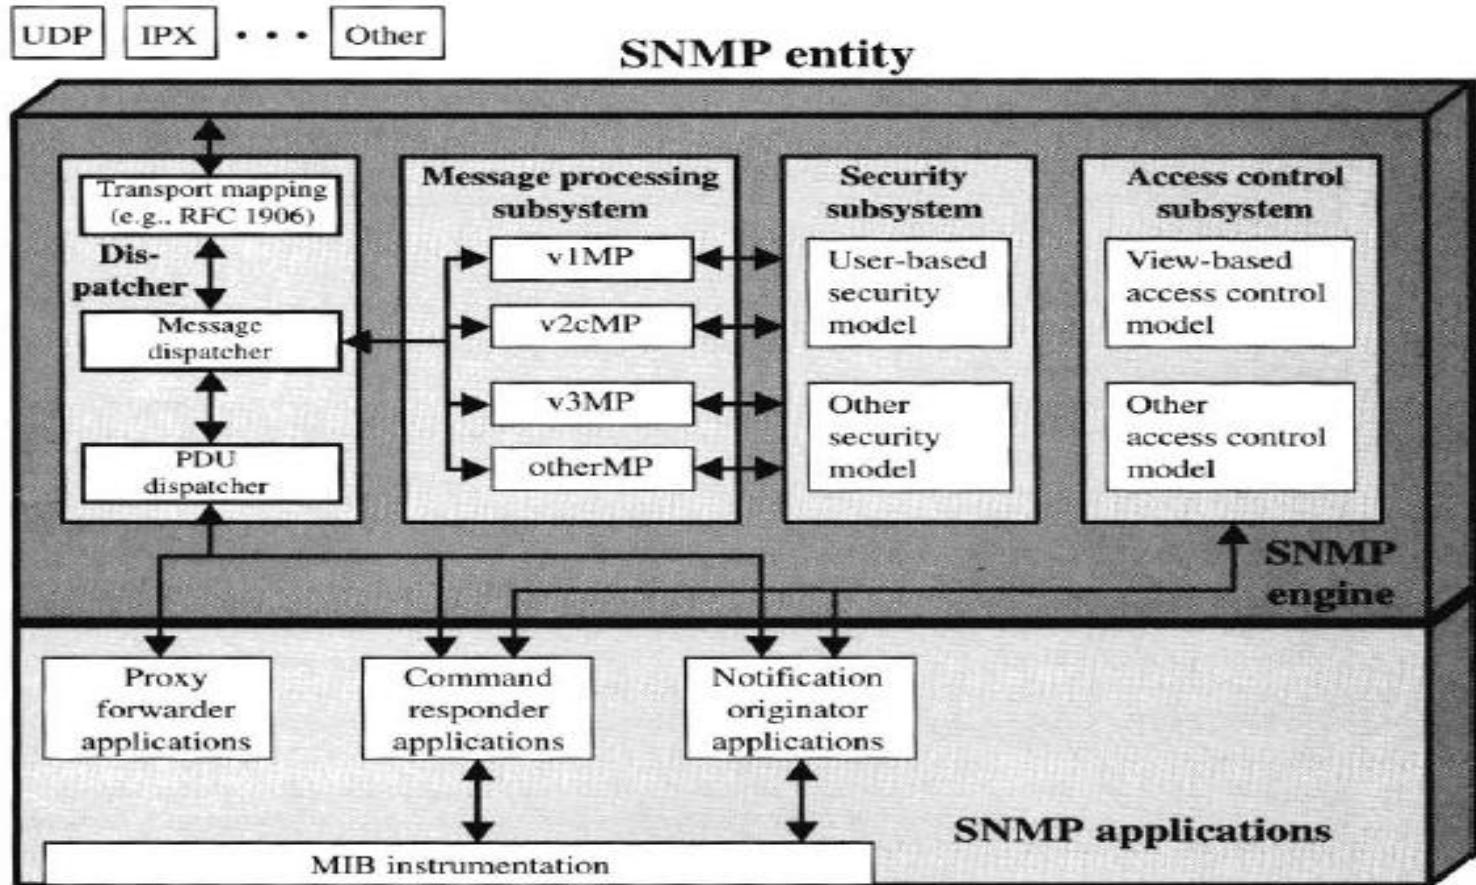 UDP
IPX
• • •
Other
SNMP entity
Transport mapping
(e.g., RFC 1906)
Dis-
patcher
Message
dispatcher
PDU
dispatcher
Message processing
subsystem
v1MP
v2cMP
v3MP
otherMP
Security
subsystem
User-based
security
model
Other
security
model
Access control
subsystem
View-based
access control
model
Other
access control
model
SNMP
engine
Proxy
forwarder
applications
Command
responder
applications
Notification
originator
applications
SNMP applications
MIB instrumentation